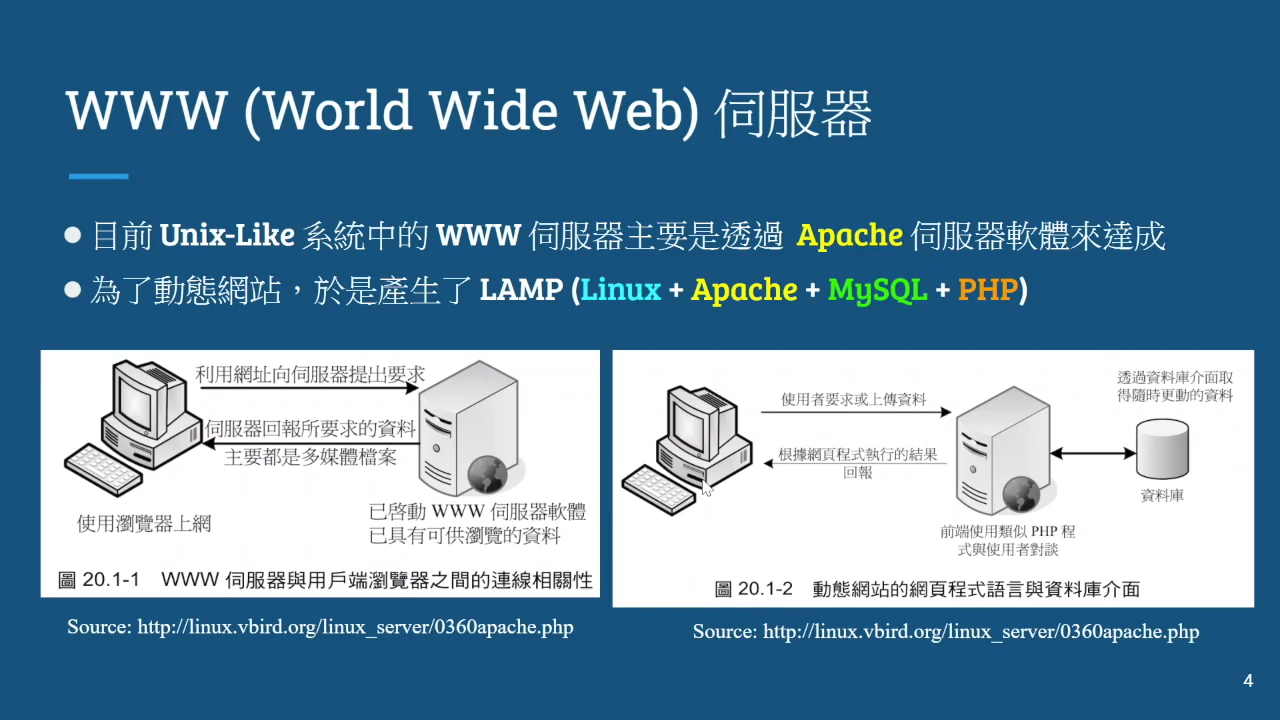 WWW (World Wide Web) 伺服器
● 目前 Unix-Like 系統中的 WWW 伺服器主要是透過 Apache 伺服器軟體來達成
● 為了動態網站，於是產生了 LAMP (Linux + Apache + MySQL + PHP)
利用網址向伺服器提出要求
伺服器回報所要求的資料
主要都是多媒體檔案
使用瀏覽器上網
已啓動 WWW 伺服器軟體
已具有可供瀏覽的資料
圖 20.1-1 WWW 伺服器與用戶端瀏覽器之間的連線相關性
Source: http://linux.vbird.org/linux_server/0360apache.php
使用者要求或上傳資料
根據網頁程式執行的結果
回報
透過資料庫介面取
得隨時更動的資料
資料庫
前端使用類似 PHP 程
式與使用者對談
圖 20.1-2 動態網站的網頁程式語言與資料庫介面
Source: http://linux.vbird.org/linux_server/0360apache.php
4